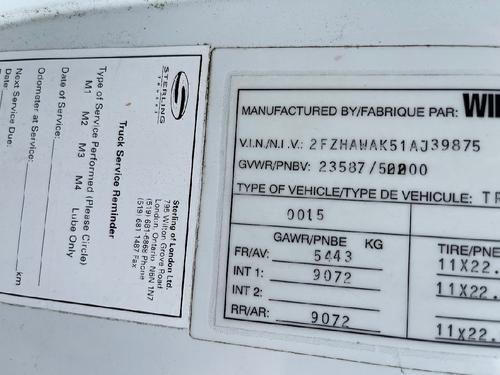 STERLING
TRUCKS
Sterling of London Ltd.
795 Wilton Grove Road
London, Ontario N6N 1N7
(519) 681-6868 Phone
(519) 681-1487 Fax
Truck Service Reminder
Type of Service Performed (Please Circle)
M1 M2 M3 M4 Lube Only
Date of Service:
Odometer at Service:
km
Next Service Due:
Date:
MANUFACTURED BY/FABRIQUE PAR:
V.I.N/N.I.V: 2FZHAWAK51AJ39875
GVWR/PNBV: 23587/50000
TYPE OF VEHICLE/TYPE DE VEHICULE: TR
0015
GAWR/PNBE KG
TIRE/PNE
FR/AV: 5443 11X22.
INT 1: 9072 11X22.
INT 2:
RR/AR: 9072 11X22.